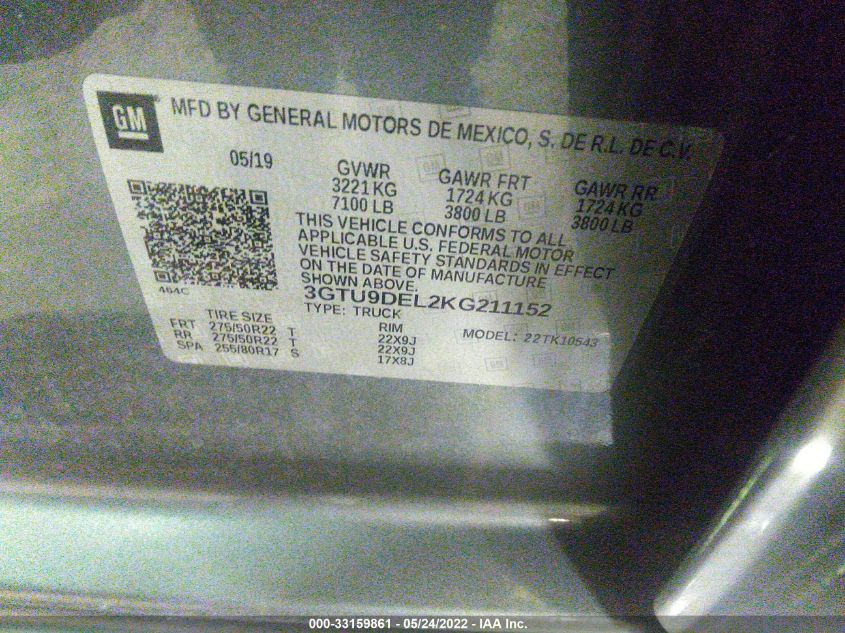 GM
MFD BY GENERAL MOTORS DE MEXICO, S. DE R.L. DE C.V.
05/19
GVWR
3221 KG
7100 LB
GAWR FRT
1724 KG
3800 LB
GAWR RR
1724 KG
3800 LB
THIS VEHICLE CONFORMS TO ALL
APPLICABLE U.S. FEDERAL MOTOR
VEHICLE SAFETY STANDARDS IN EFFECT
ON THE DATE OF MANUFACTURE
SHOWN ABOVE.
404C
3GTU9DEL2KG211152
TYPE: TRUCK
MODEL: 22TK10543
TIRE SIZE RIM
FRT 275/50R22 T 22X9J
RR 275/50R22 T 22X9J
SPA 255/80R17 S 17X8J
000-33159861 - 05/24/2022 - IAA Inc.